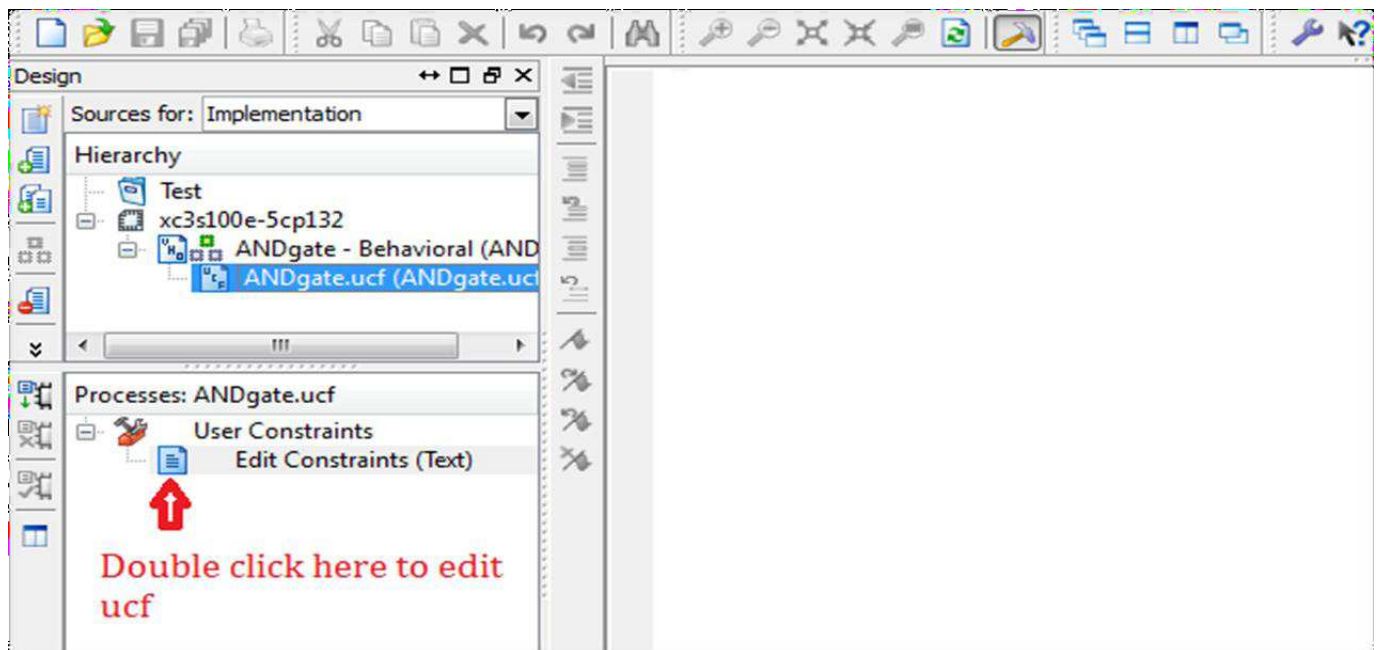 Design
Sources for: Implementation
Hierarchy
Test
xc3s100e-5cp132
ANDgate - Behavioral (AND
ANDgate.ucf (ANDgate.ucf
Processes: ANDgate.ucf
User Constraints
Edit Constraints (Text)
Double click here to edit
ucf